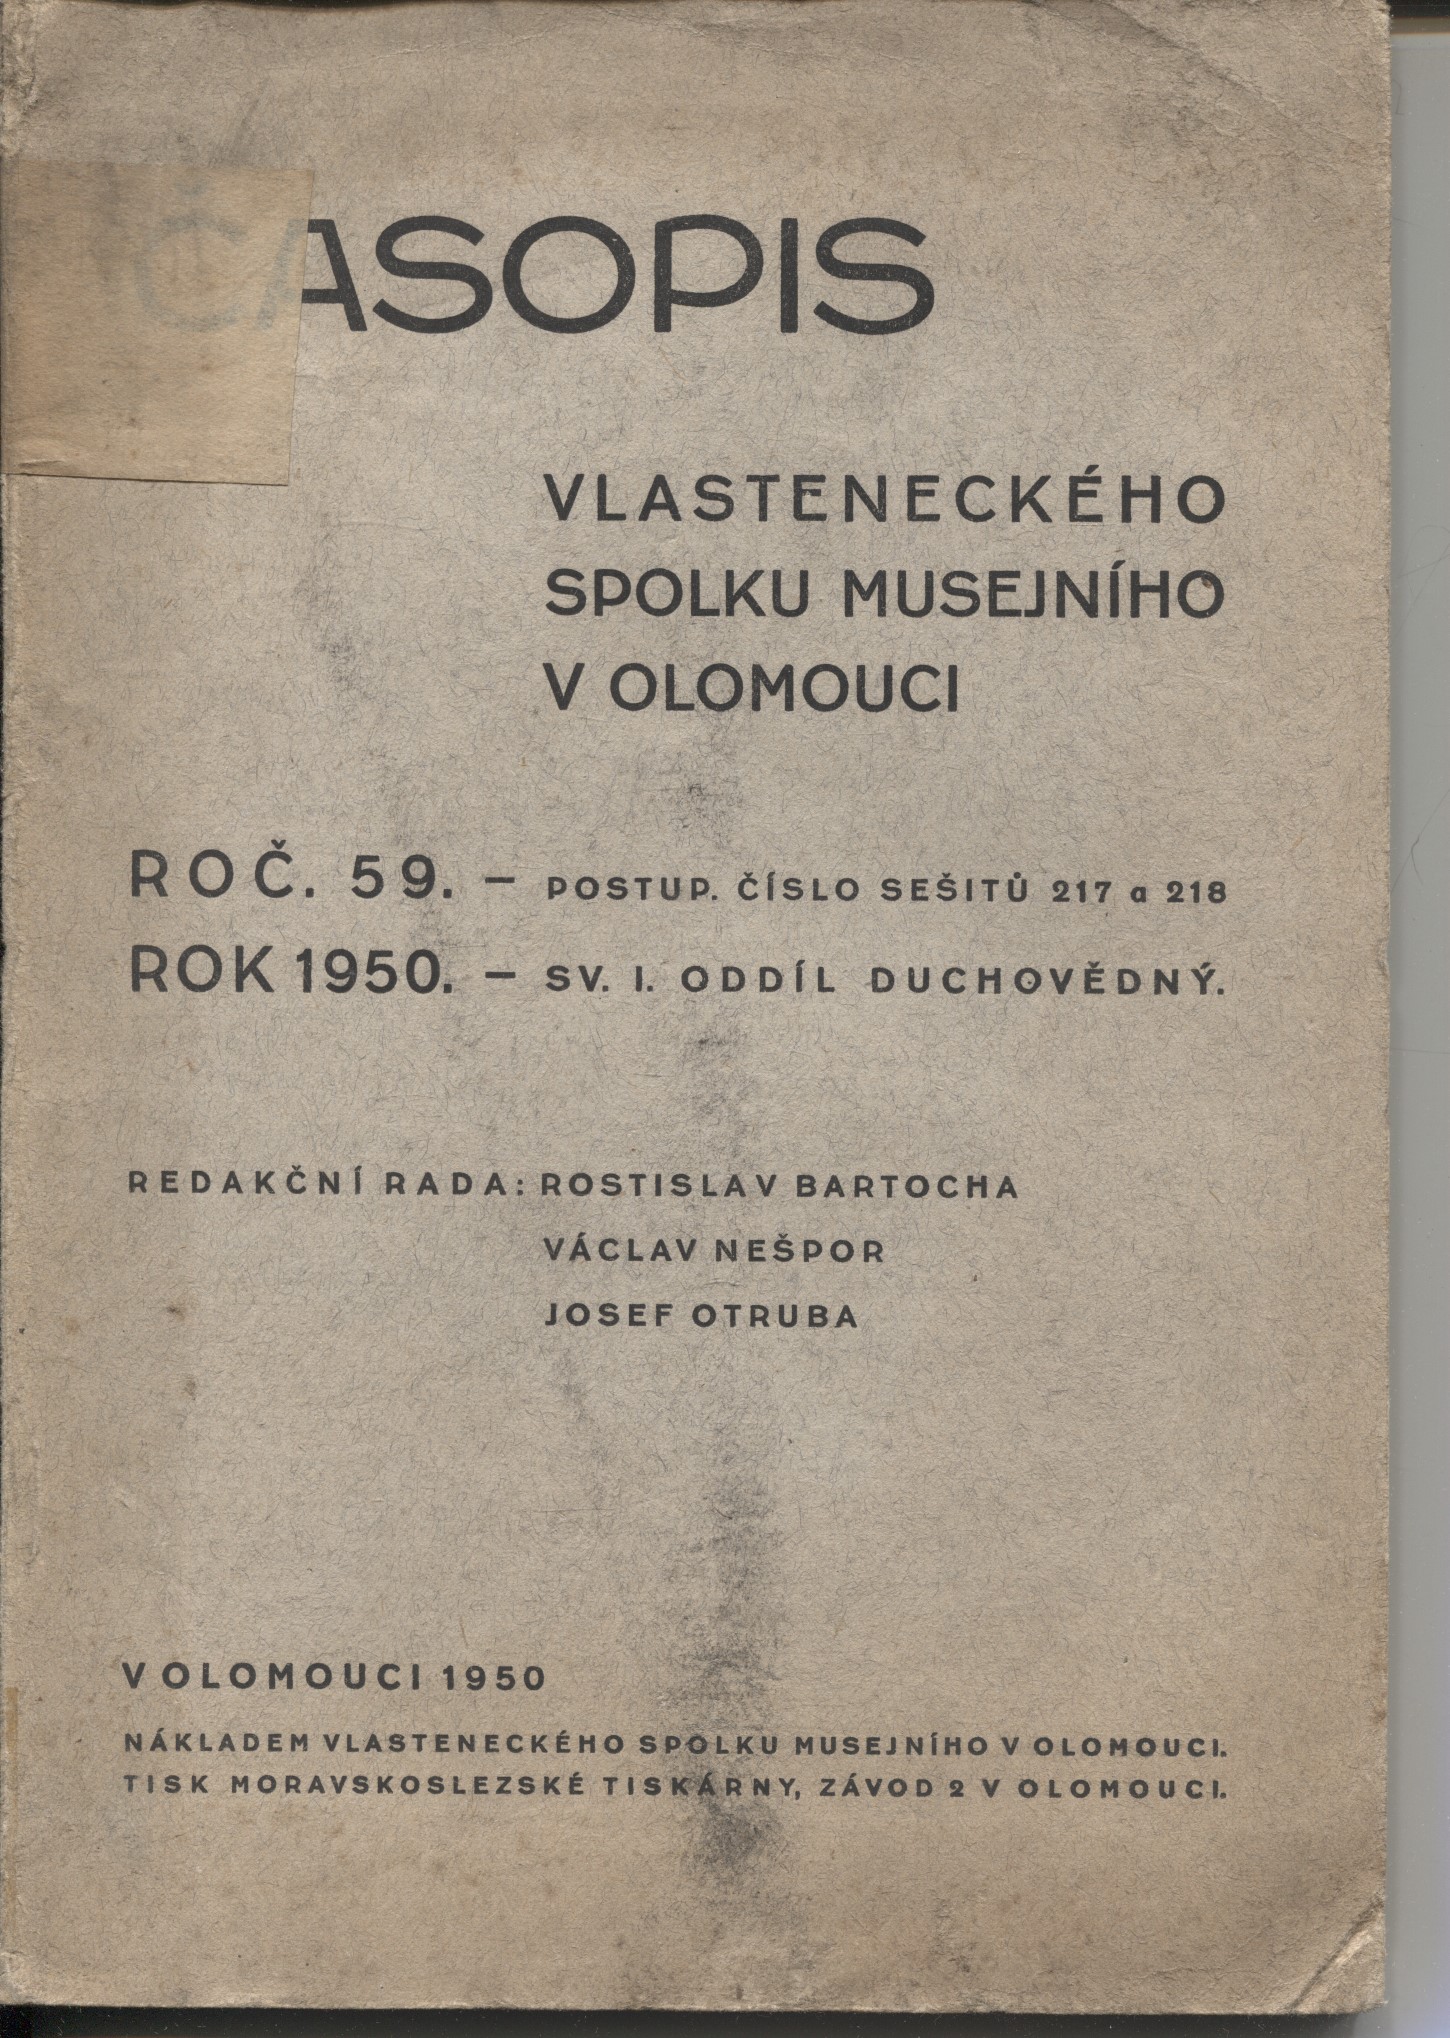 ČASOPIS
VLASTENECKÉHO
SPOLKU MUSEJNÍHO
V OLOMOUCI
ROČ. 59. – POSTUP. ČÍSLO SEŠITŮ 217 a 218
ROK 1950. – SV. I. ODDÍL DUCHOVĚDNÝ.
REDAKČNÍ RADA: ROSTISLAV BARTOCHA
VÁCLAV NEŠPOR
JOSEF OTRUBA
V OLOMOUCI 1950
NÁKLADEM VLASTENECKÉHO SPOLKU MUSEJNÍHO V OLOMOUCI.
TISK MORAVSKOSLEZSKÉ TISKÁRNY, ZÁVOD 2 V OLOMOUCI.